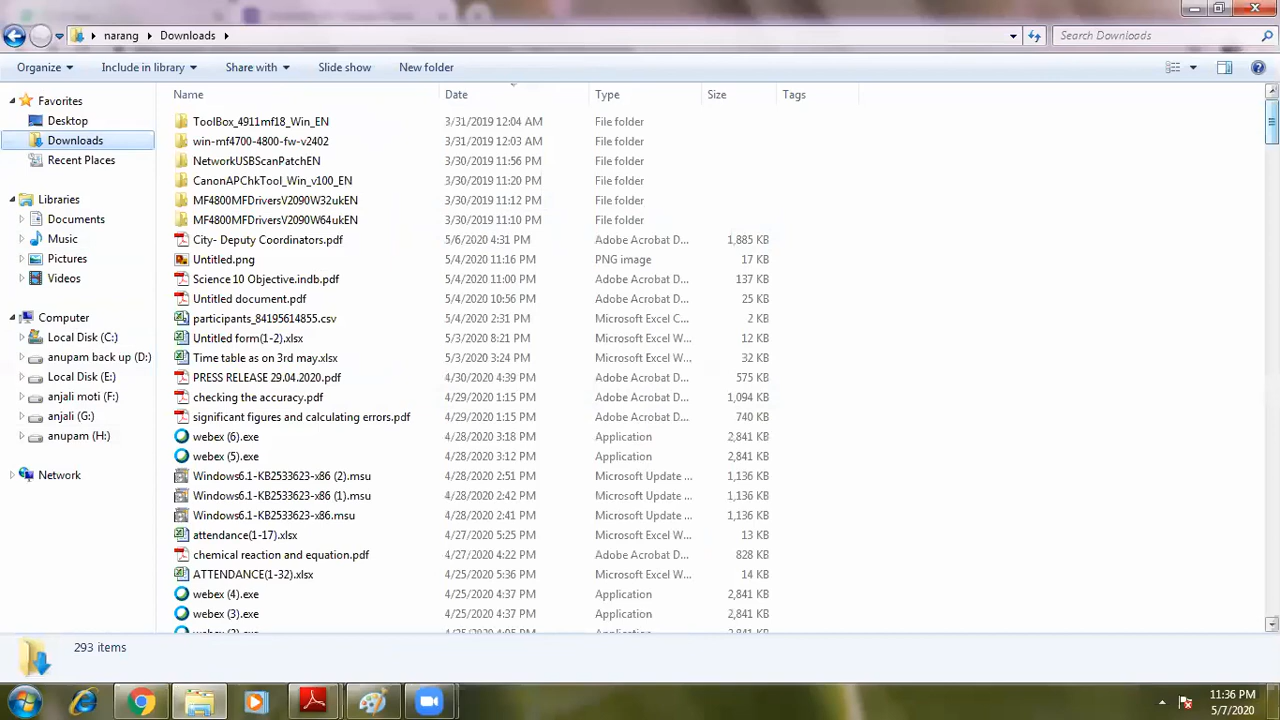 narang Downloads Search Downloads
Organize Include in library Share with Slide show New folder
Name Date Type Size Tags
Favorites
Desktop
Downloads
Recent Places
Libraries
Documents
Music
Pictures
Videos
Computer
Local Disk (C:)
anupam back up (D:)
Local Disk (E:)
anjali moti (F:)
anjali (G:)
anupam (H:)
Network
ToolBox_4911mf18_Win_EN 3/31/2019 12:04 AM File folder
win-mf4700-4800-fw-v2402 3/31/2019 12:03 AM File folder
NetworkUSBScanPatchEN 3/30/2019 11:56 PM File folder
CanonAPChkTool_Win_v100_EN 3/30/2019 11:20 PM File folder
MF4800MFDriversV2090W32ukEN 3/30/2019 11:12 PM File folder
MF4800MFDriversV2090W64ukEN 3/30/2019 11:10 PM File folder
City- Deputy Coordinators.pdf 5/6/2020 4:31 PM Adobe Acrobat D... 1,885 KB
Untitled.png 5/4/2020 11:16 PM PNG image 17 KB
Science 10 Objective.indb.pdf 5/4/2020 11:00 PM Adobe Acrobat D... 137 KB
Untitled document.pdf 5/4/2020 10:56 PM Adobe Acrobat D... 25 KB
participants_84195614855.csv 5/4/2020 2:31 PM Microsoft Excel C... 2 KB
Untitled form(1-2).xlsx 5/3/2020 8:21 PM Microsoft Excel W... 12 KB
Time table as on 3rd may.xlsx 5/3/2020 3:24 PM Microsoft Excel W... 32 KB
PRESS RELEASE 29.04.2020.pdf 4/30/2020 4:39 PM Adobe Acrobat D... 575 KB
checking the accuracy.pdf 4/29/2020 1:15 PM Adobe Acrobat D... 1,094 KB
significant figures and calculating errors.pdf 4/29/2020 1:15 PM Adobe Acrobat D... 740 KB
webex (6).exe 4/28/2020 3:18 PM Application 2,841 KB
webex (5).exe 4/28/2020 3:12 PM Application 2,841 KB
Windows6.1-KB2533623-x86 (2).msu 4/28/2020 2:51 PM Microsoft Update ... 1,136 KB
Windows6.1-KB2533623-x86 (1).msu 4/28/2020 2:42 PM Microsoft Update ... 1,136 KB
Windows6.1-KB2533623-x86.msu 4/28/2020 2:41 PM Microsoft Update ... 1,136 KB
attendance(1-17).xlsx 4/27/2020 5:25 PM Microsoft Excel W... 13 KB
chemical reaction and equation.pdf 4/27/2020 4:22 PM Adobe Acrobat D... 828 KB
ATTENDANCE(1-32).xlsx 4/25/2020 5:36 PM Microsoft Excel W... 14 KB
webex (4).exe 4/25/2020 4:37 PM Application 2,841 KB
webex (3).exe 4/25/2020 4:37 PM Application 2,841 KB
293 items
11:36 PM
5/7/2020